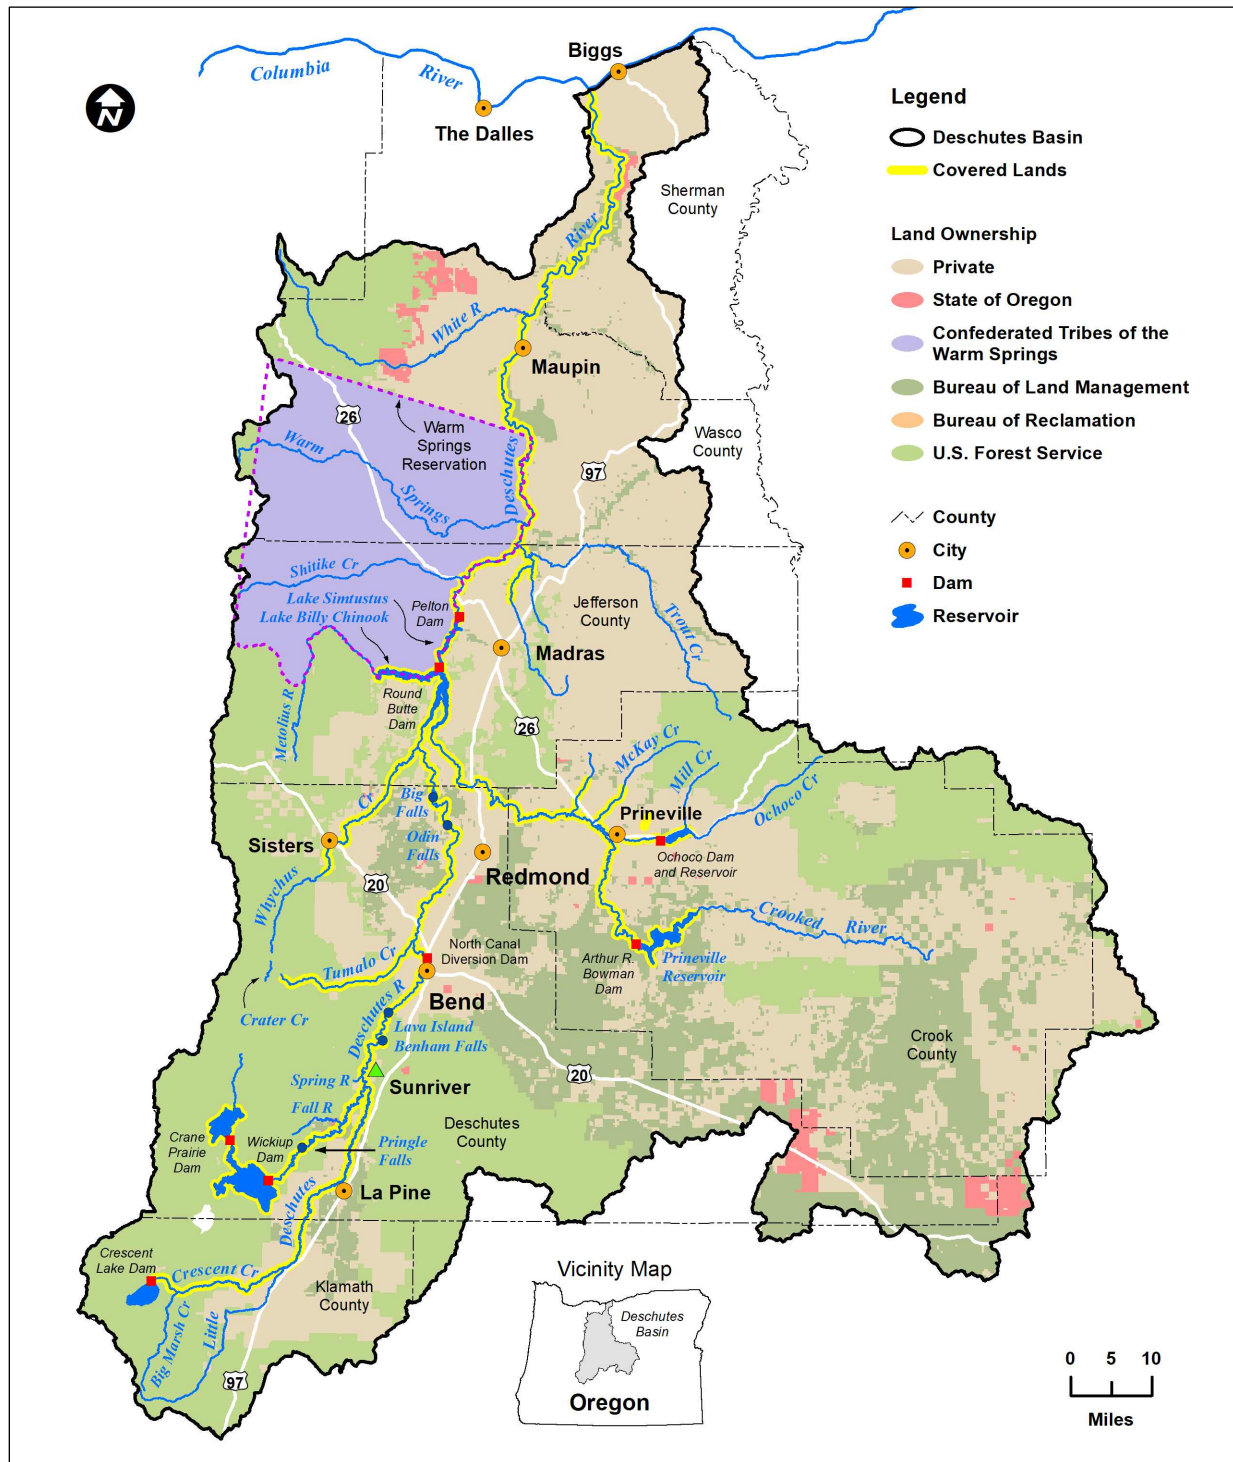 Biggs
Columbia
River
The Dalles
N
Legend
Deschutes Basin
Covered Lands
Sherman
County
Land Ownership
Private
State of Oregon
Confederated Tribes of the
Warm Springs
Bureau of Land Management
Bureau of Reclamation
U.S. Forest Service
County
City
Dam
Reservoir
River
White R
Maupin
26
Warm
Springs
Reservation
Wasco
County
97
Warm
Springs
Deschutes
Shitike Cr
Lake Simtustus
Lake Billy Chinook
Pelton
Dam
Jefferson
County
Trout Cr
Madras
Metolius R
Round
Butte
Dam
26
McKay Cr
Mill Cr
Ochoco Cr
Big
Falls
Odin
Falls
Cr
Prineville
Sisters
Ochoco Dam
and Reservoir
Redmond
20
Whychus
Crooked
River
North Canal
Diversion Dam
Tumalo Cr
Arthur R.
Bowman
Dam
Prineville
Reservoir
Bend
Crater Cr
Deschutes R
Lava Island
Benham Falls
Crook
County
Spring R
Sunriver
20
Fall R
Deschutes
County
Crane
Prairie
Dam
Wickiup
Dam
Pringle
Falls
La Pine
Deschutes
Crescent
Lake Dam
Crescent Cr
Klamath
County
Big Marsh Cr
Little
97
Vicinity Map
Deschutes
Basin
Oregon
0 5 10
Miles